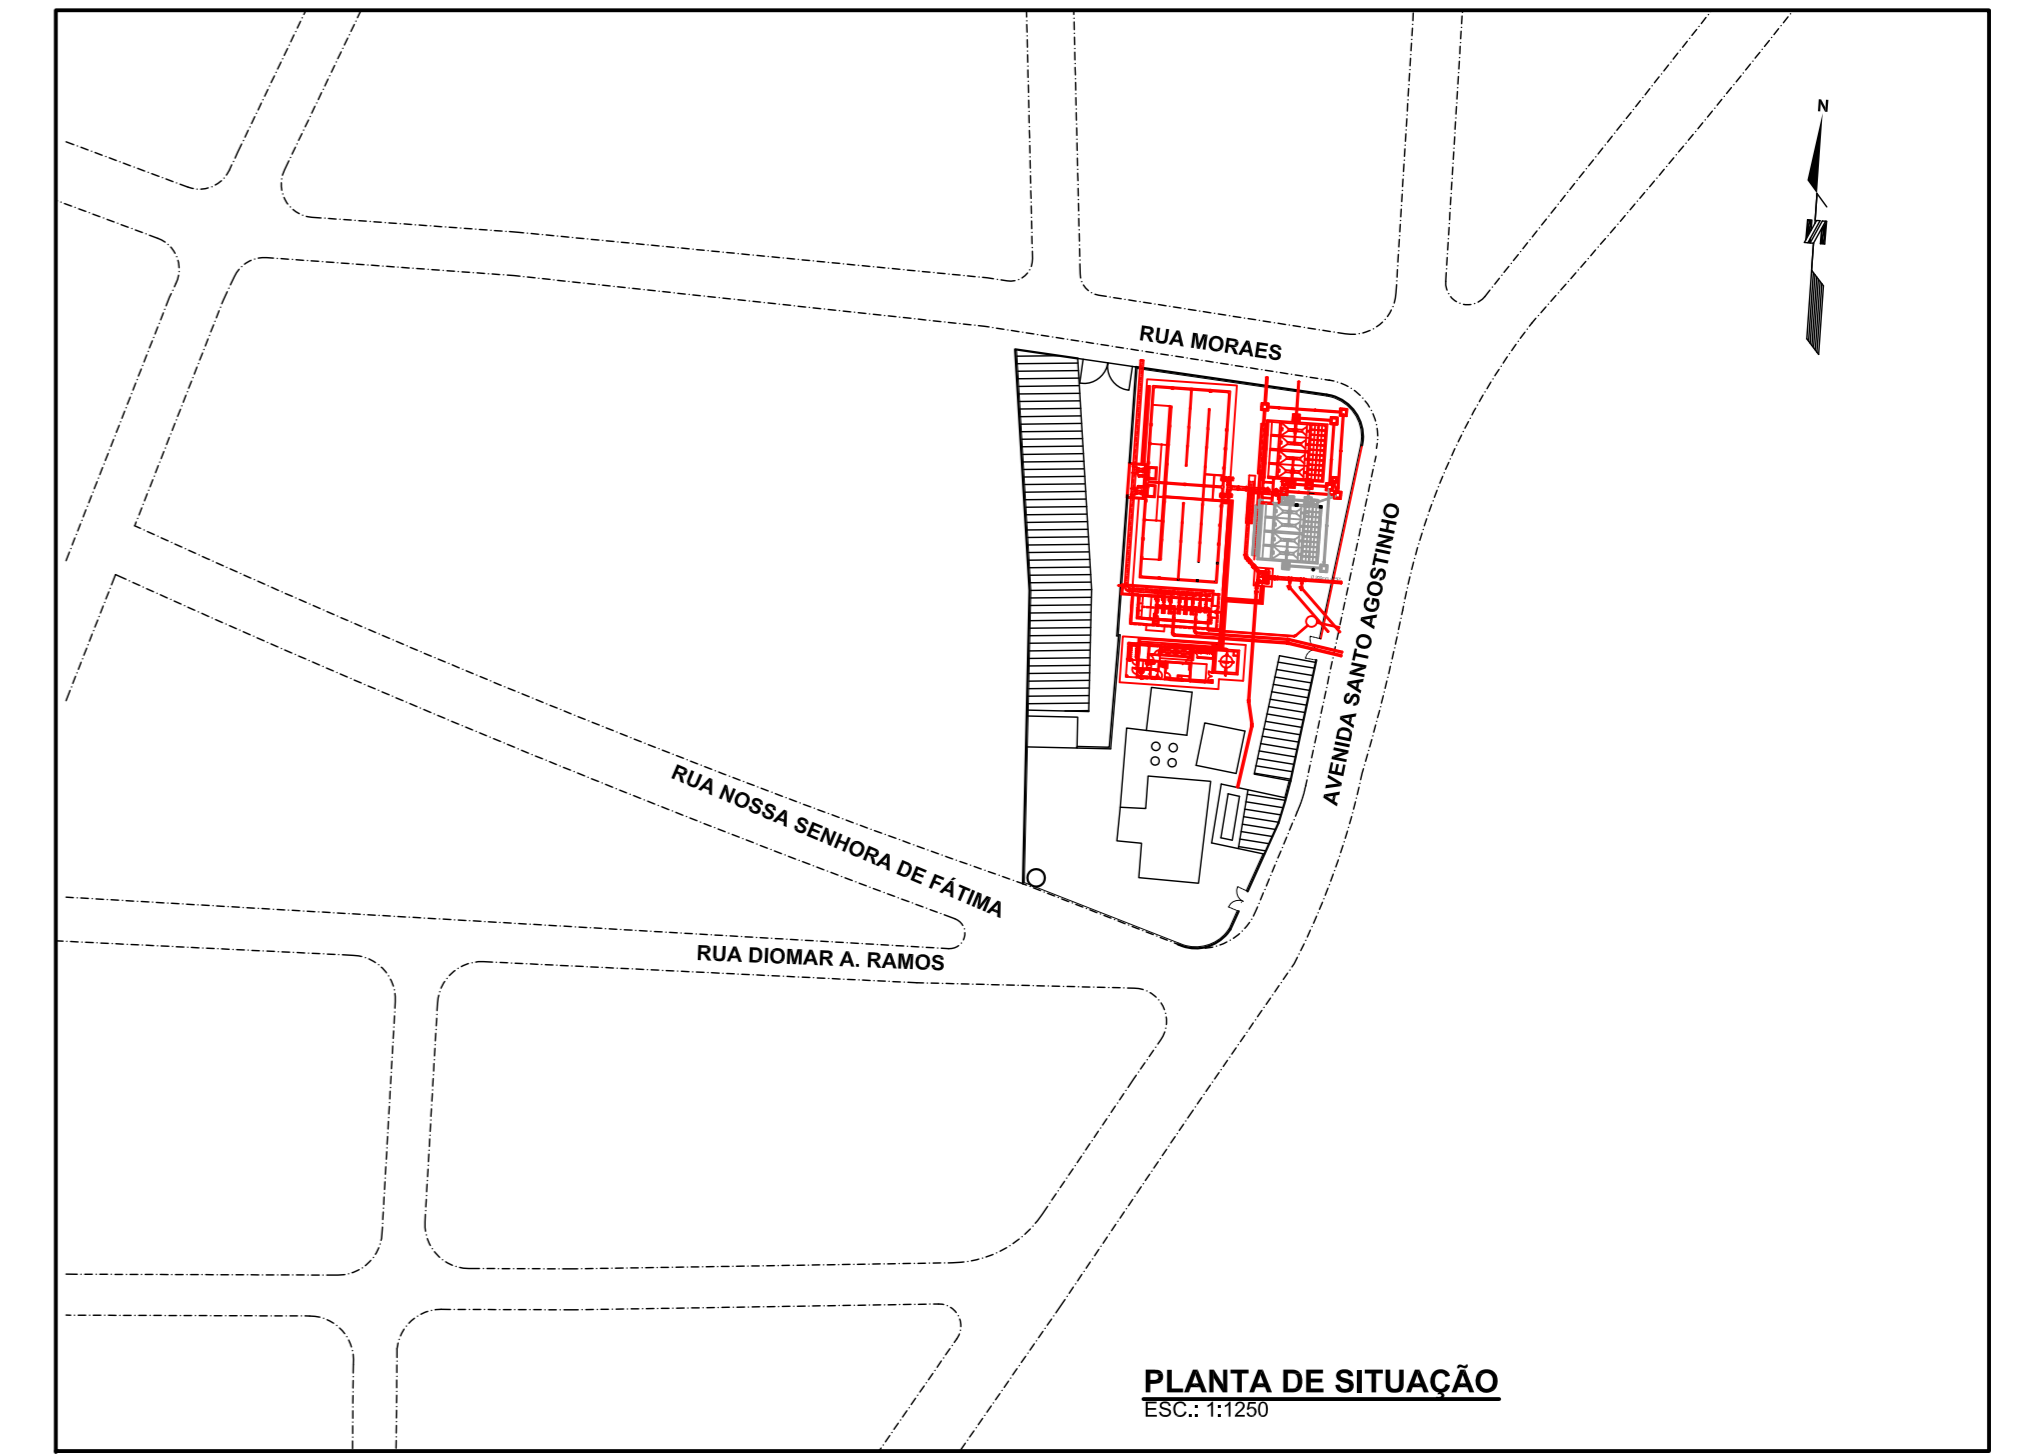 N
RUA MORAES
AVENIDA SANTO AGOSTINHO
RUA NOSSA SENHORA DE FÁTIMA
RUA DIOMAR A. RAMOS
PLANTA DE SITUAÇÃO
ESC.: 1:1250